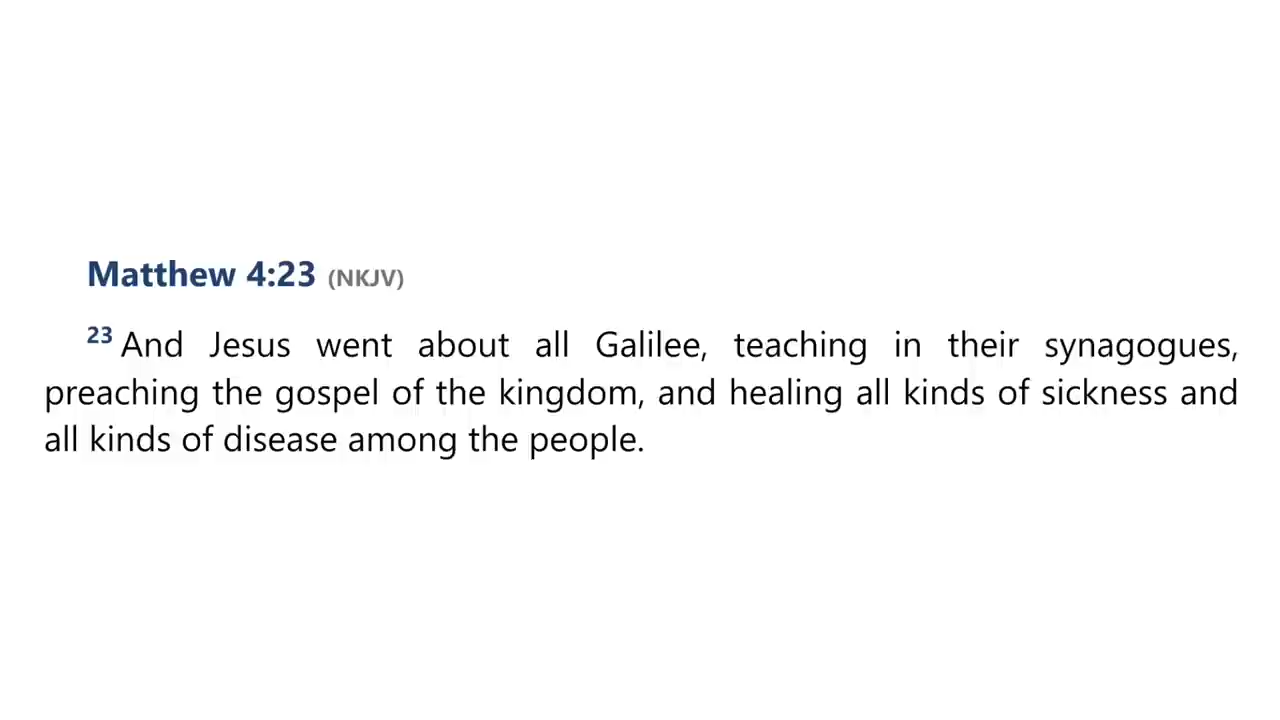 Matthew 4:23 (NKJV)
23 And Jesus went about all Galilee, teaching in their synagogues,
preaching the gospel of the kingdom, and healing all kinds of sickness and
all kinds of disease among the people.